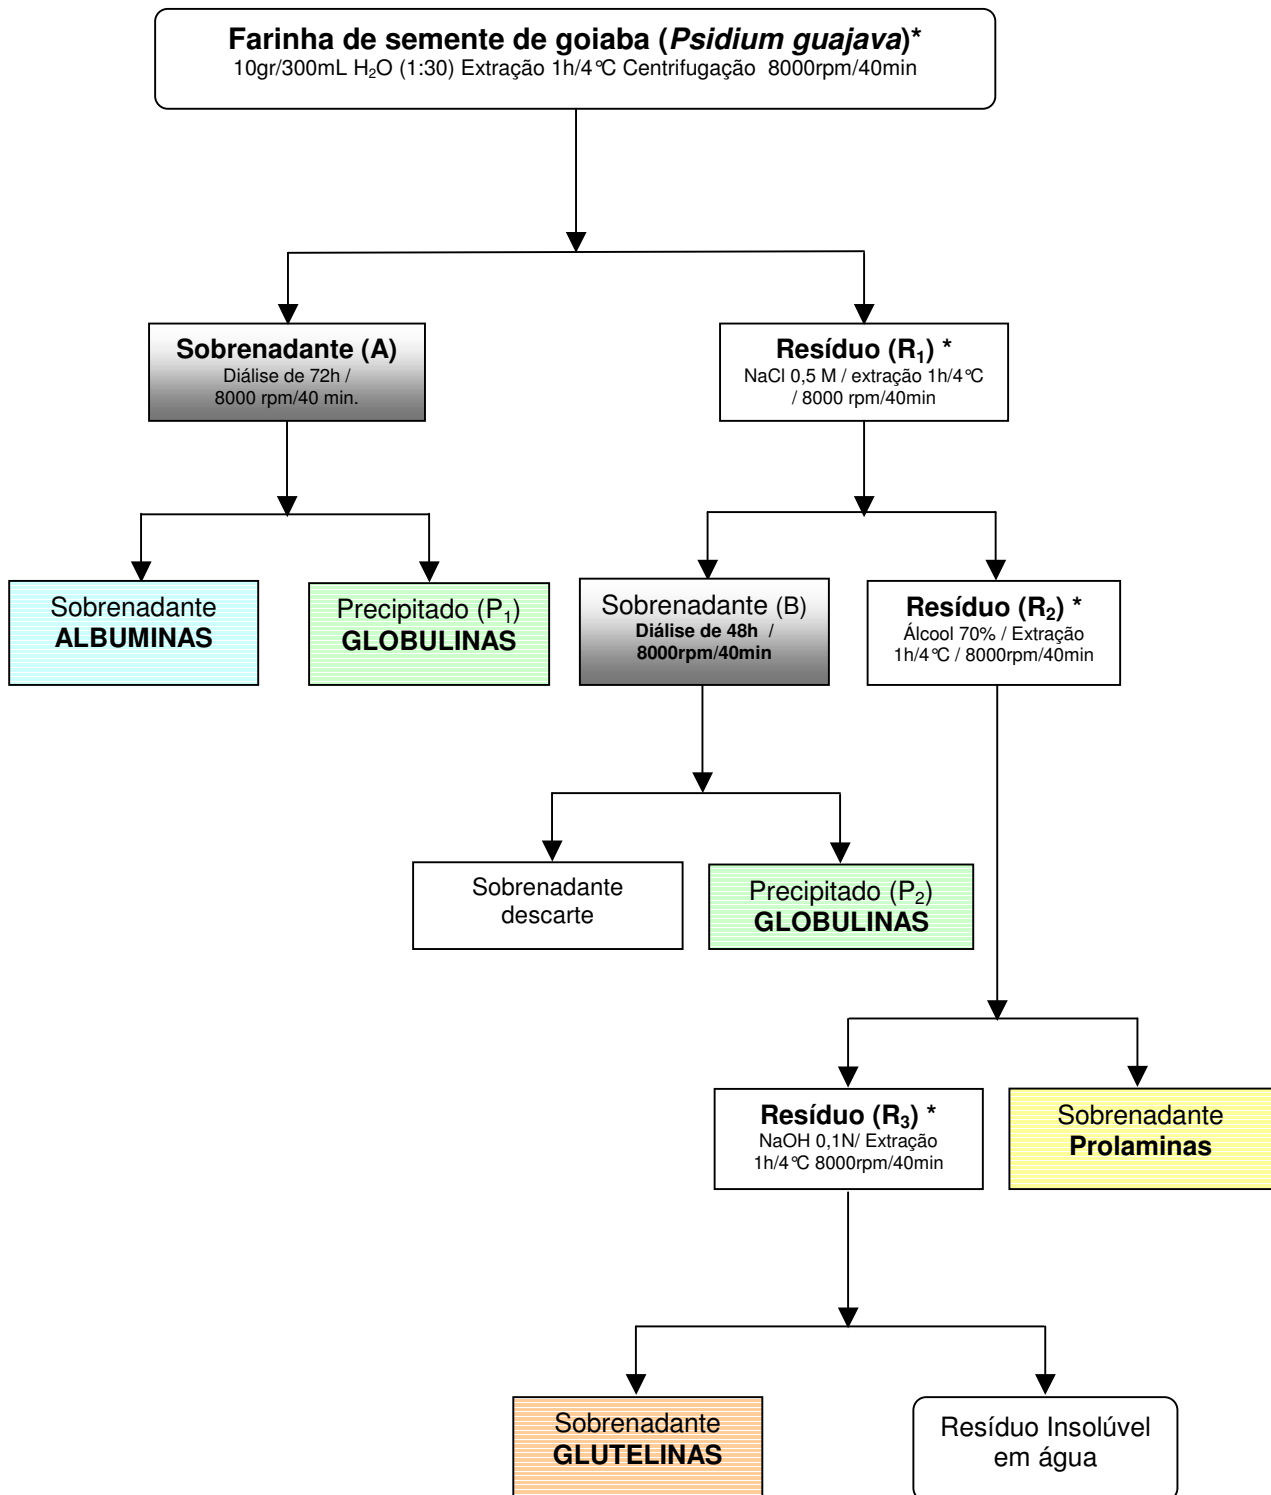 Farinha de semente de goiaba (Psidium guajava)*
10gr/300mL H₂O (1:30) Extração 1h/4°C Centrifugação 8000rpm/40min
Sobrenadante (A)
Diálise de 72h /
8000 rpm/40 min.
Resíduo (R₁) *
NaCl 0,5 M / extração 1h/4°C
/ 8000 rpm/40min
Sobrenadante
ALBUMINAS
Precipitado (P₁)
GLOBULINAS
Sobrenadante (B)
Diálise de 48h /
8000rpm/40min
Resíduo (R₂) *
Álcool 70% / Extração
1h/4°C / 8000rpm/40min
Sobrenadante
descarte
Precipitado (P₂)
GLOBULINAS
Resíduo (R₃) *
NaOH 0,1N/ Extração
1h/4°C 8000rpm/40min
Sobrenadante
Prolaminas
Sobrenadante
GLUTELINAS
Resíduo Insolúvel
em água